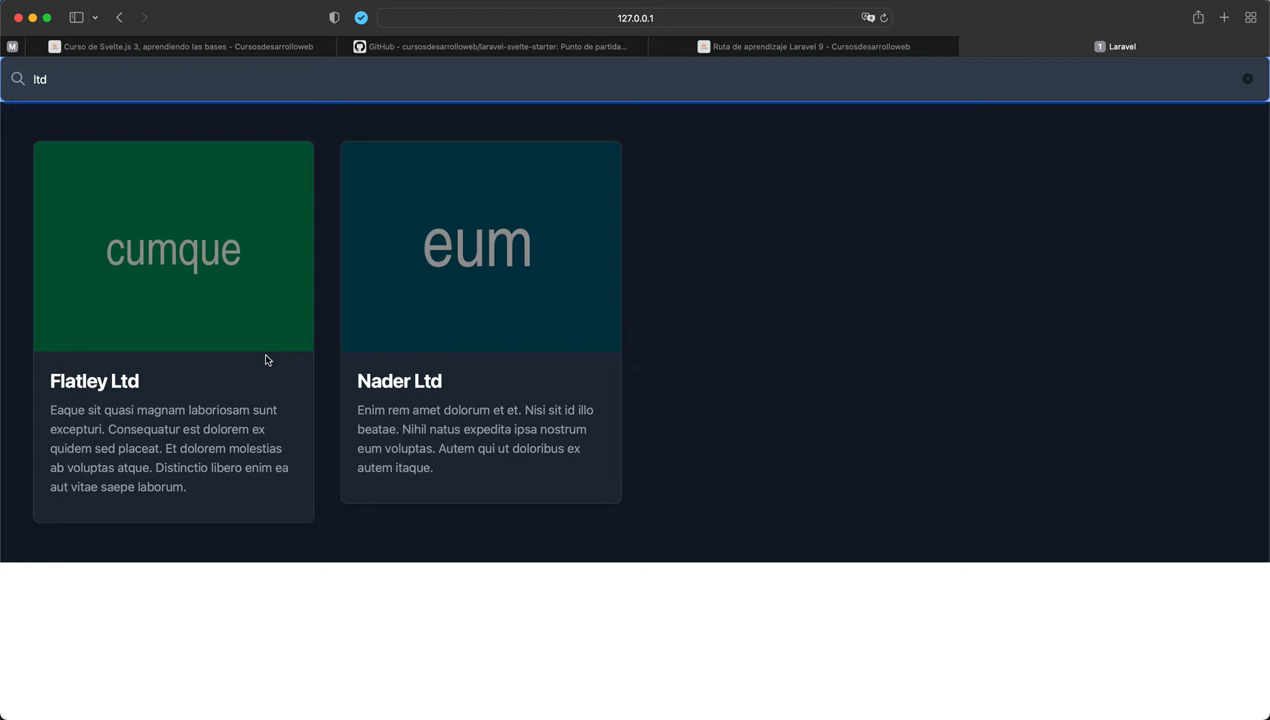 127.0.0.1
M
Curso de Svelte.js 3, aprendiendo las bases - Cursosdesarrolloweb
GitHub - cursosdesarrolloweb/laravel-svelte-starter: Punto de partida...
Ruta de aprendizaje Laravel 9 - Cursosdesarrolloweb
1 Laravel
ltd
cumque
eum
Flatley Ltd
Eaque sit quasi magnam laboriosam sunt
excepturi. Consequatur est dolorem ex
quidem sed placeat. Et dolorem molestias
ab voluptas atque. Distinctio libero enim ea
aut vitae saepe laborum.
Nader Ltd
Enim rem amet dolorum et et. Nisi sit id illo
beatae. Nihil natus expedita ipsa nostrum
eum voluptas. Autem qui ut doloribus ex
autem itaque.